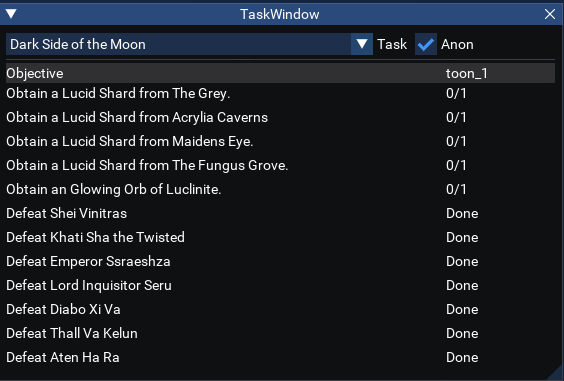 TaskWindow
Dark Side of the Moon Task Anon
Objective toon_1
Obtain a Lucid Shard from The Grey. 0/1
Obtain a Lucid Shard from Acrylia Caverns 0/1
Obtain a Lucid Shard from Maidens Eye. 0/1
Obtain a Lucid Shard from The Fungus Grove. 0/1
Obtain an Glowing Orb of Luclinite. 0/1
Defeat Shei Vinitras Done
Defeat Khati Sha the Twisted Done
Defeat Emperor Ssraeshza Done
Defeat Lord Inquisitor Seru Done
Defeat Diabo Xi Va Done
Defeat Thall Va Kelun Done
Defeat Aten Ha Ra Done